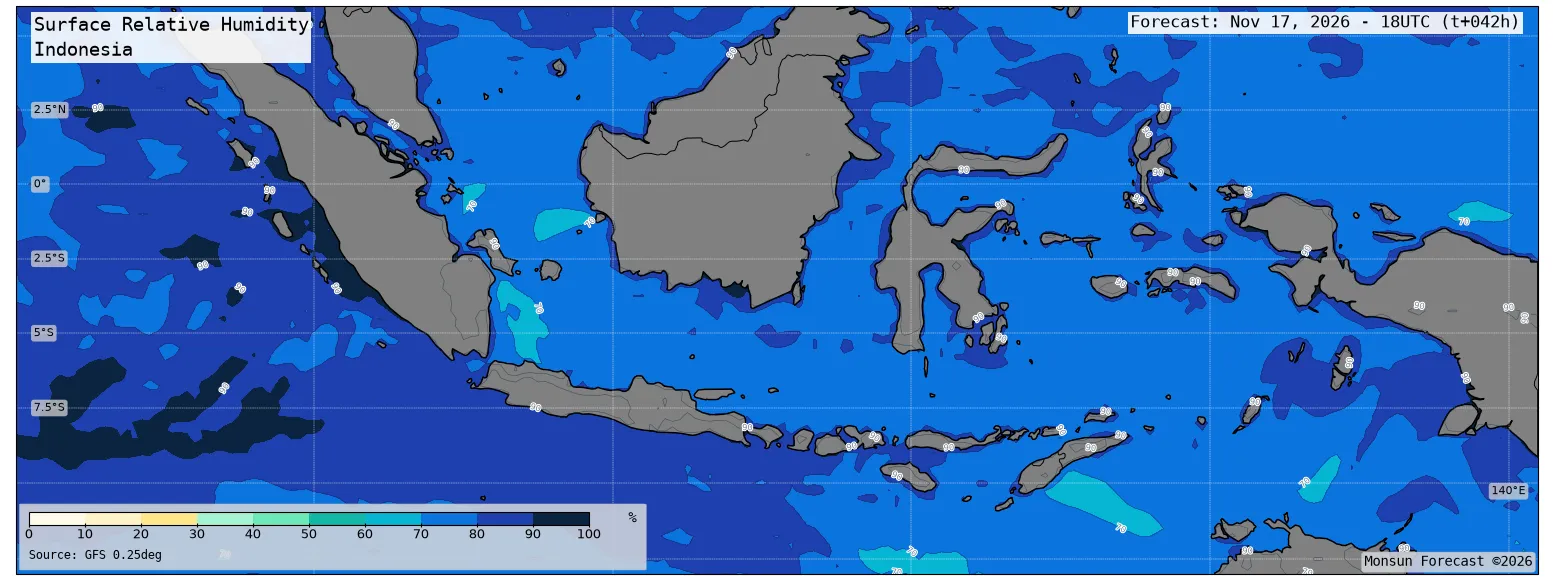 Surface Relative Humidity
Indonesia
Forecast: Nov 17, 2026 - 18UTC (t+042h)
2.5°N
0°
2.5°S
5°S
7.5°S
140°E
0 10 20 30 40 50 60 70 80 90 100 %
Source: GFS 0.25deg
Monsun Forecast ©2026